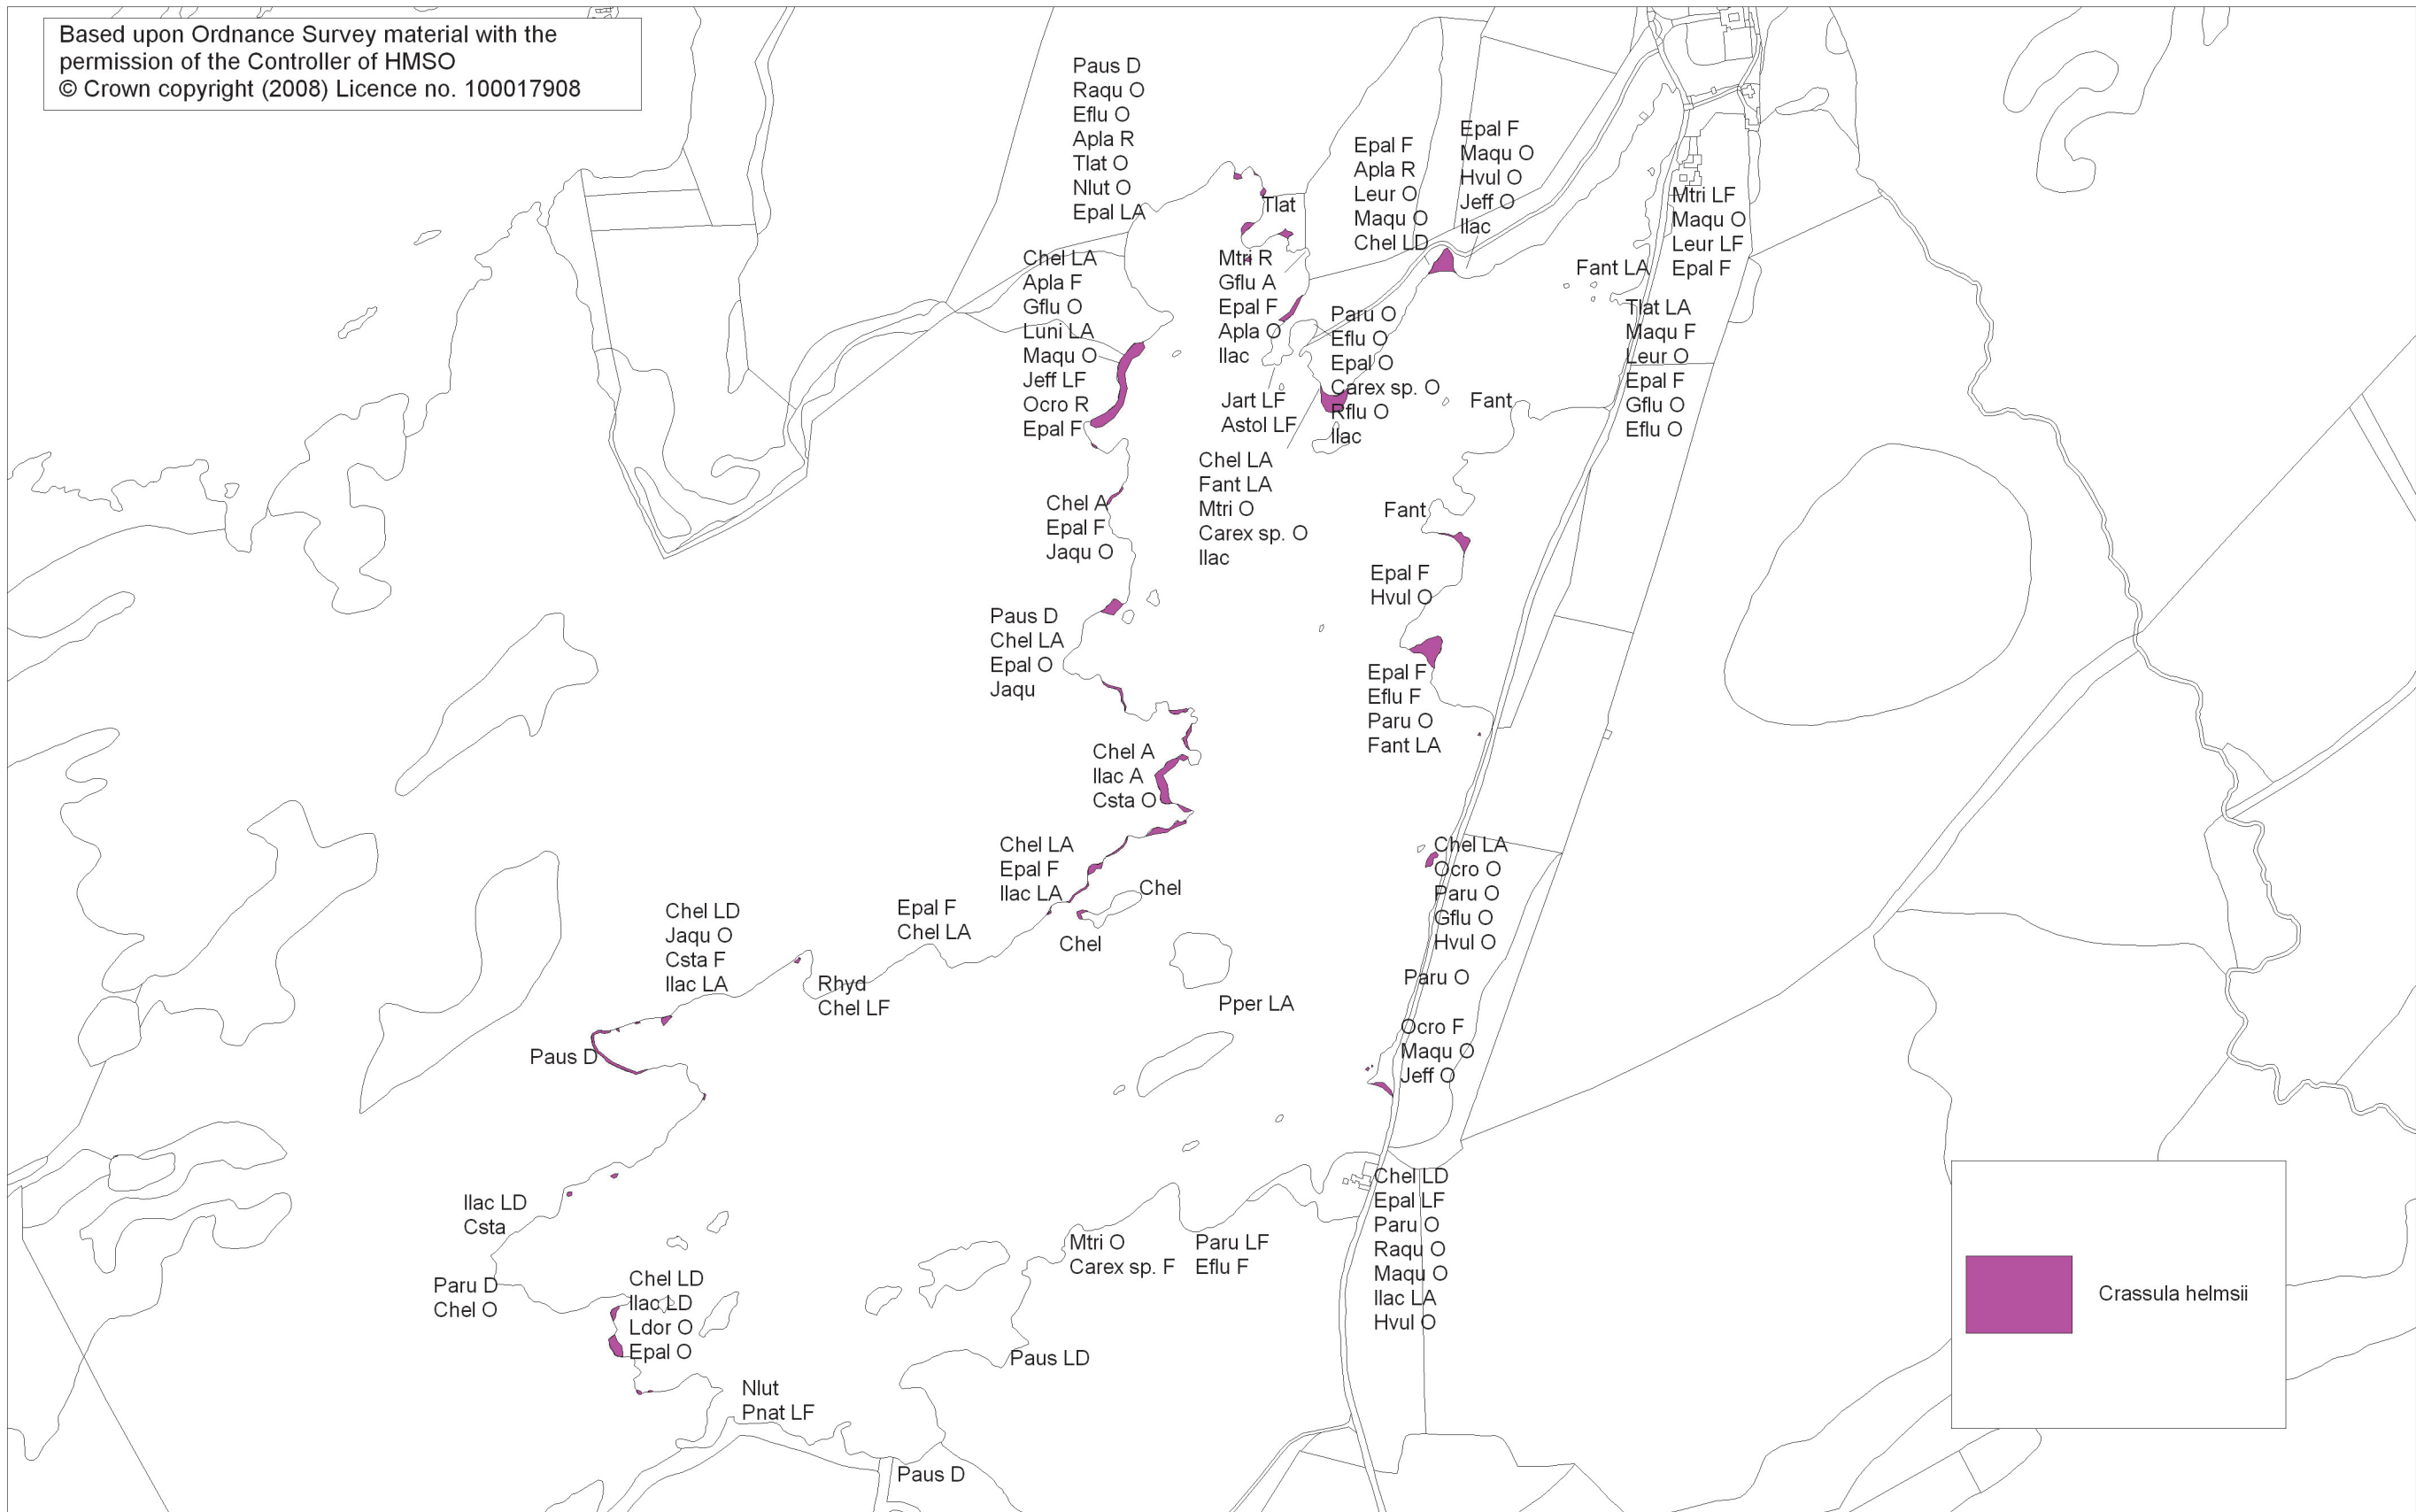 Based upon Ordnance Survey material with the
permission of the Controller of HMSO
© Crown copyright (2008) Licence no. 100017908
Paus D
Raqu O
Eflu O
Apla R
Tlat O
Nlut O
Epal LA
Tlat
Epal F
Apla R
Leur O
Maqu O
Chel LD
Epal F
Maqu O
Hvul O
Jeff O
Ilac
Mtri LF
Maqu O
Leur LF
Epal F
Fant LA
Chel LA
Apla F
Gflu O
Luni LA
Maqu O
Jeff LF
Ocro R
Epal F
Mtri R
Gflu A
Epal F
Apla O
Ilac
Paru O
Eflu O
Epal O
Carex sp. O
Rflu O
Ilac
Tlat LA
Maqu F
Leur O
Epal F
Gflu O
Eflu O
Jart LF
Astol LF
Fant
Chel LA
Fant LA
Mtri O
Carex sp. O
Ilac
Chel A
Epal F
Jaqu O
Fant
Epal F
Hvul O
Paus D
Chel LA
Epal O
Jaqu
Epal F
Eflu F
Paru O
Fant LA
Chel A
Ilac A
Csta O
Chel LA
Epal F
Ilac LA
Chel LA
Ocro O
Paru O
Gflu O
Hvul O
Chel
Chel
Epal F
Chel LA
Chel LD
Jaqu O
Csta F
Ilac LA
Rhyd
Chel LF
Paru O
Pper LA
Ocro F
Maqu O
Jeff O
Paus D
Chel LD
Epal LF
Paru O
Raqu O
Maqu O
Ilac LA
Hvul O
Ilac LD
Csta
Mtri O
Carex sp. F
Paru LF
Eflu F
Paru D
Chel O
Chel LD
Ilac LD
Ldor O
Epal O
Crassula helmsii
Paus LD
Nlut
Pnat LF
Paus D